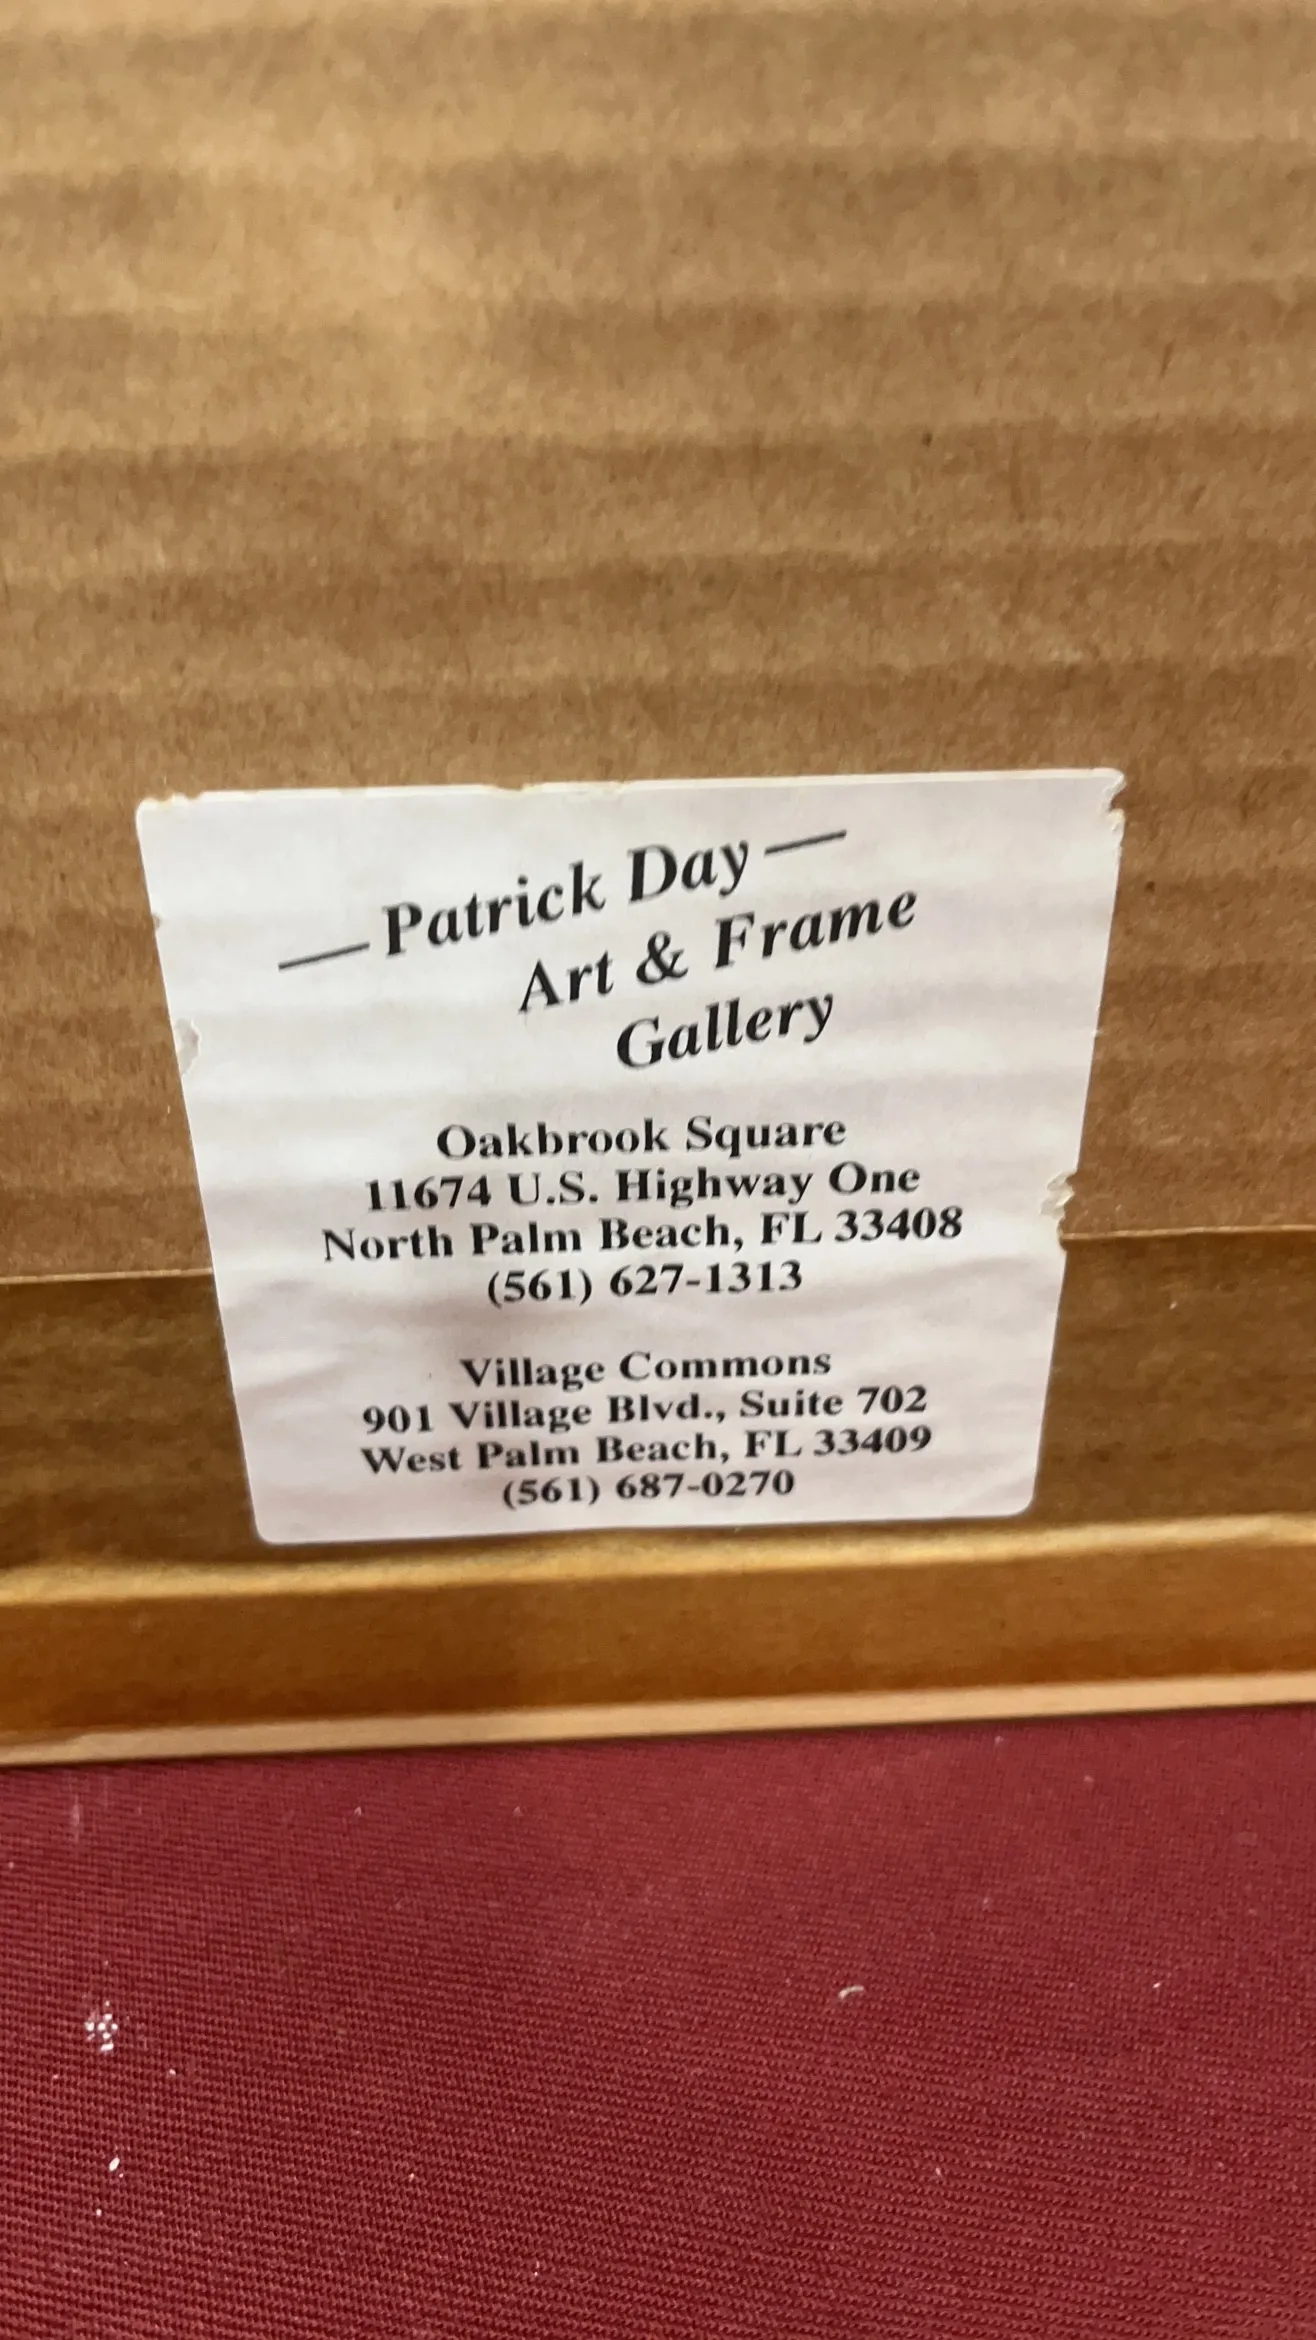 —Patrick Day—
Art & Frame
Gallery
Oakbrook Square
11674 U.S. Highway One
North Palm Beach, FL 33408
(561) 627-1313
Village Commons
901 Village Blvd., Suite 702
West Palm Beach, FL 33409
(561) 687-0270